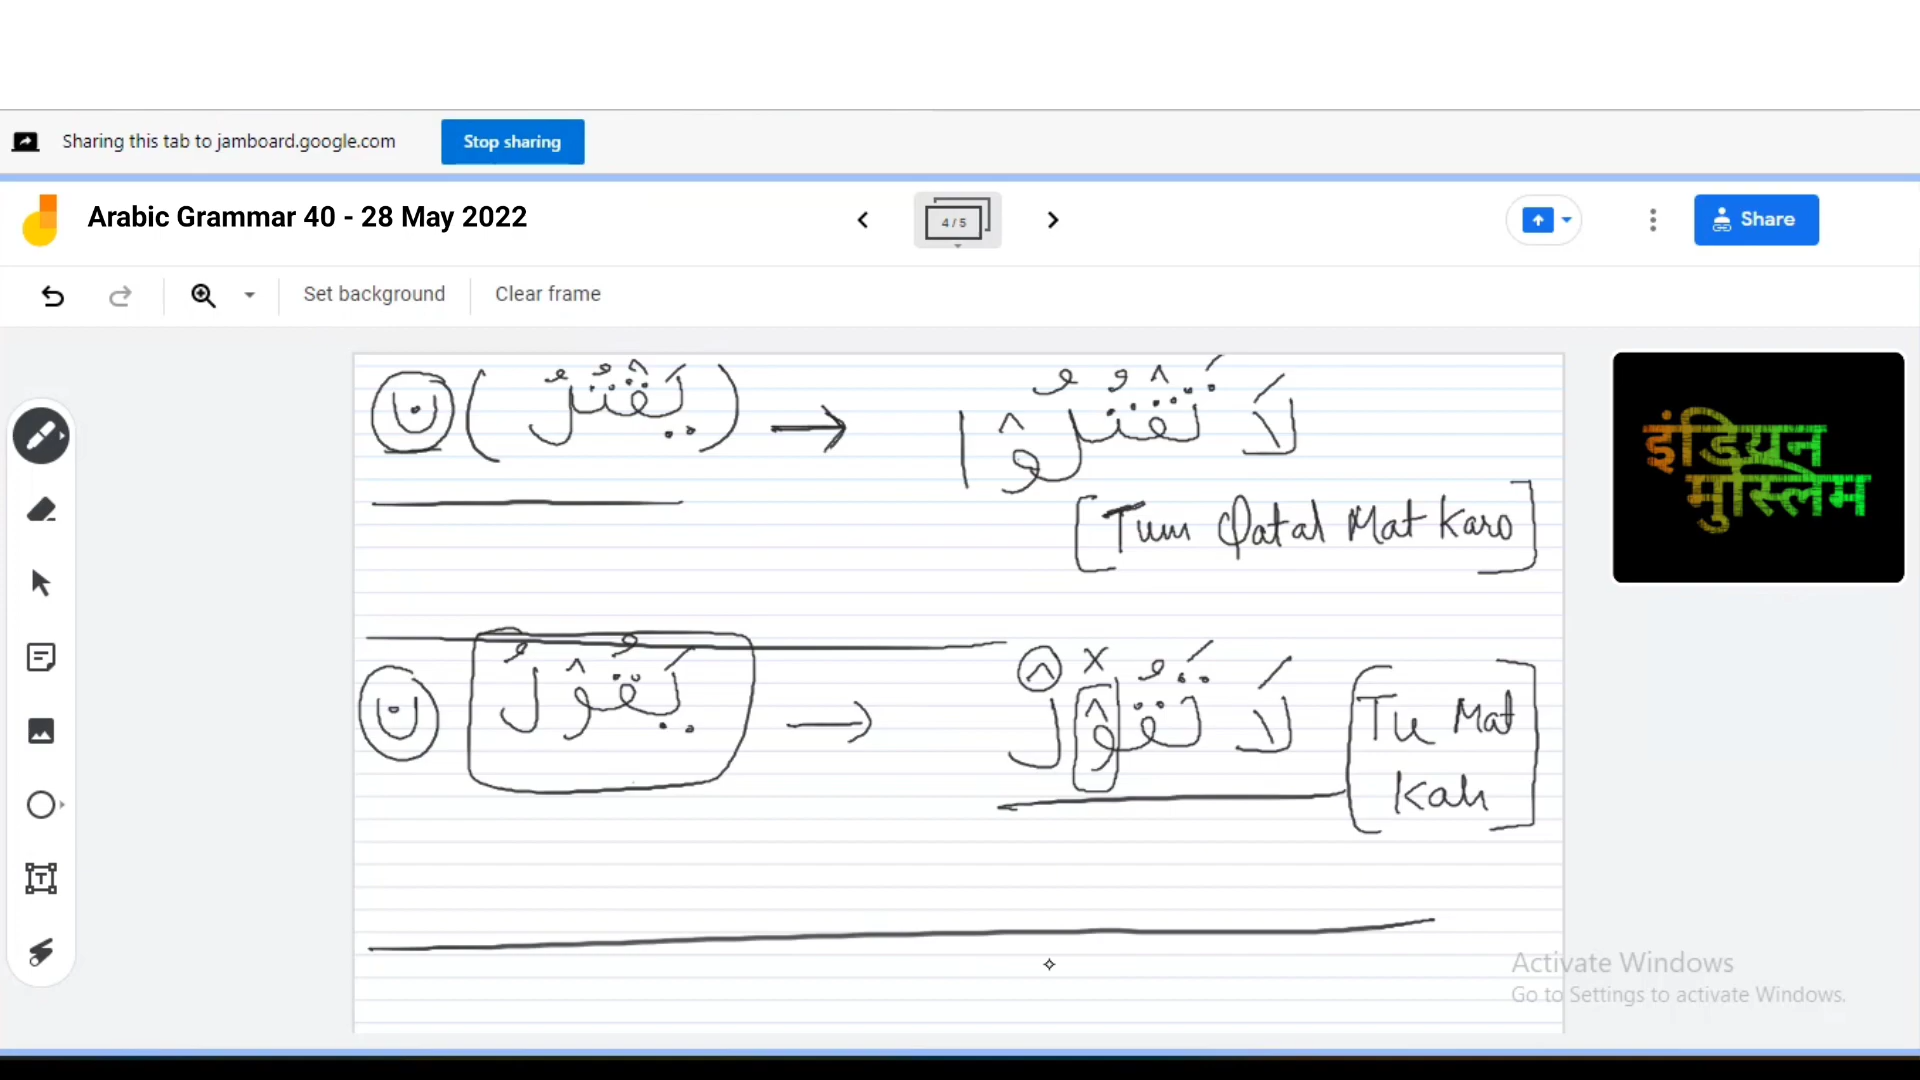 Sharing this tab to jamboard.google.com Stop sharing
Arabic Grammar 40 - 28 May 2022 4 / 5 Share
Set background Clear frame
ن (يَقْتُلُ) → لَا تَقْتُلُوْا
[Tum Qatal Mat Karo]
ن يَقُوْلُ → لَا تَقُوْل x [Tu Mat
Kah]
इंडियन
मुस्लिम
Activate Windows
Go to Settings to activate Windows.